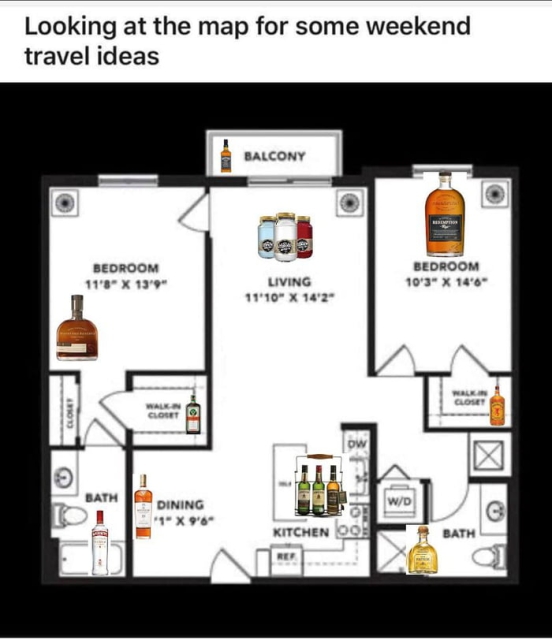 Looking at the map for some weekend
travel ideas
BALCONY
BEDROOM
11'8" X 13'9"
LIVING
11'10" X 14'2"
REDEMPTION
BEDROOM
10'3" X 14'6"
CLOSET
WALK-IN
CLOSET
WALK-IN
CLOSET
DW
W/D
BATH
DINING
'1" X 9'6"
KITCHEN
REF.
BATH